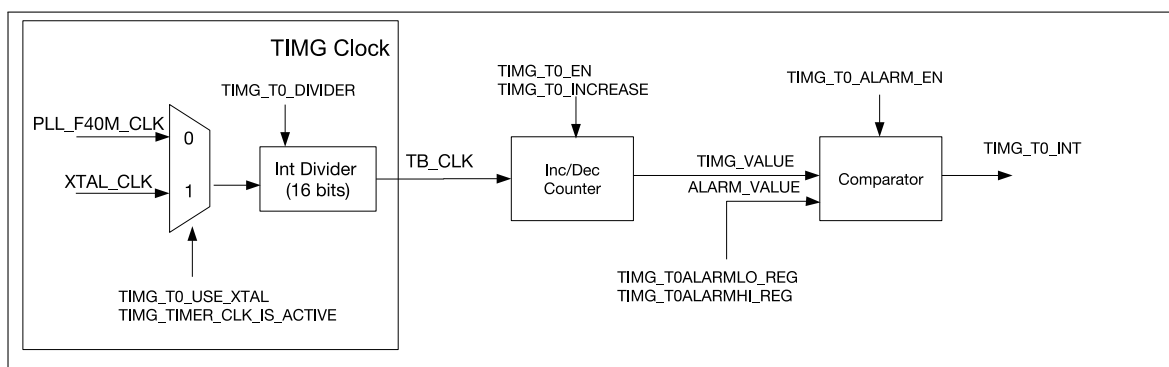 TIMG Clock
TIMG_T0_DIVIDER
PLL_F40M_CLK
0
XTAL_CLK
1
Int Divider
(16 bits)
TIMG_T0_USE_XTAL
TIMG_TIMER_CLK_IS_ACTIVE
TB_CLK
TIMG_T0_EN
TIMG_T0_INCREASE
Inc/Dec
Counter
TIMG_VALUE
ALARM_VALUE
TIMG_T0ALARMLO_REG
TIMG_T0ALARMHI_REG
TIMG_T0_ALARM_EN
Comparator
TIMG_T0_INT